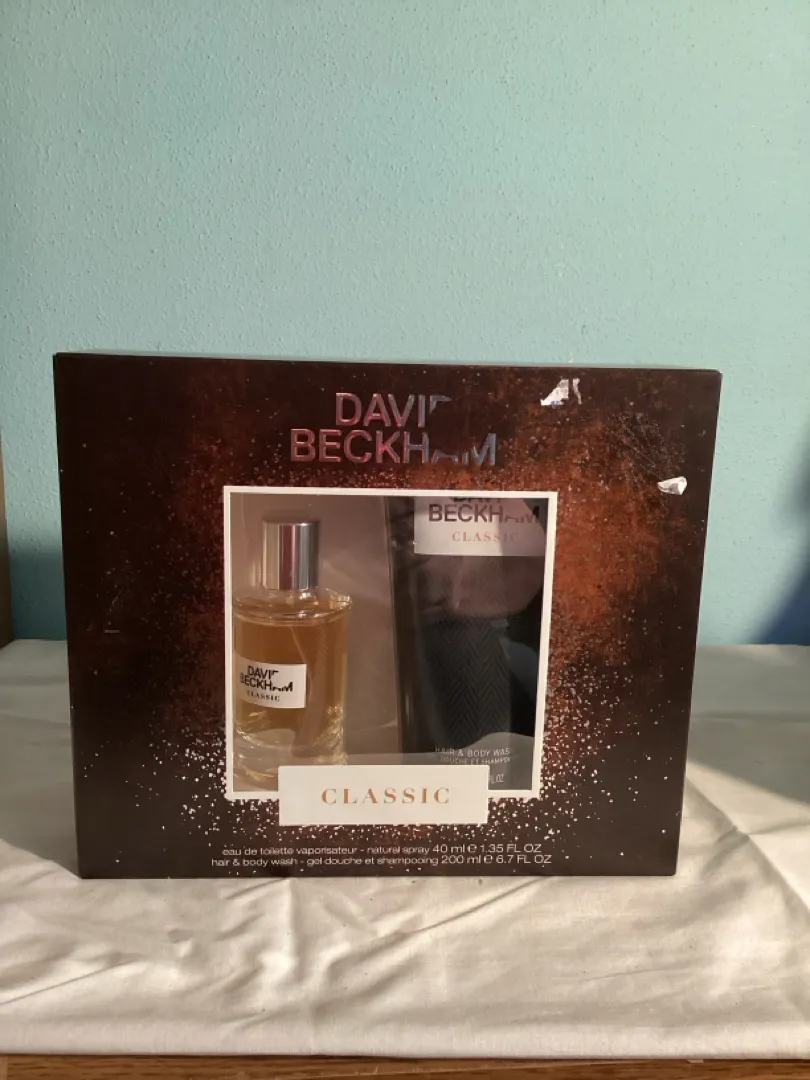 DAVID
BECKHAM
DAVID
BECKHAM
CLASSIC
DAVID
BECKHAM
CLASSIC
HAIR & BODY WASH
DOUCHE ET SHAMPOO
FL.OZ
CLASSIC
eau de toilette vaporisateur - natural spray 40 ml e 1.35 FL OZ
hair & body wash - gel douche et shampooing 200 ml e 6.7 FL OZ